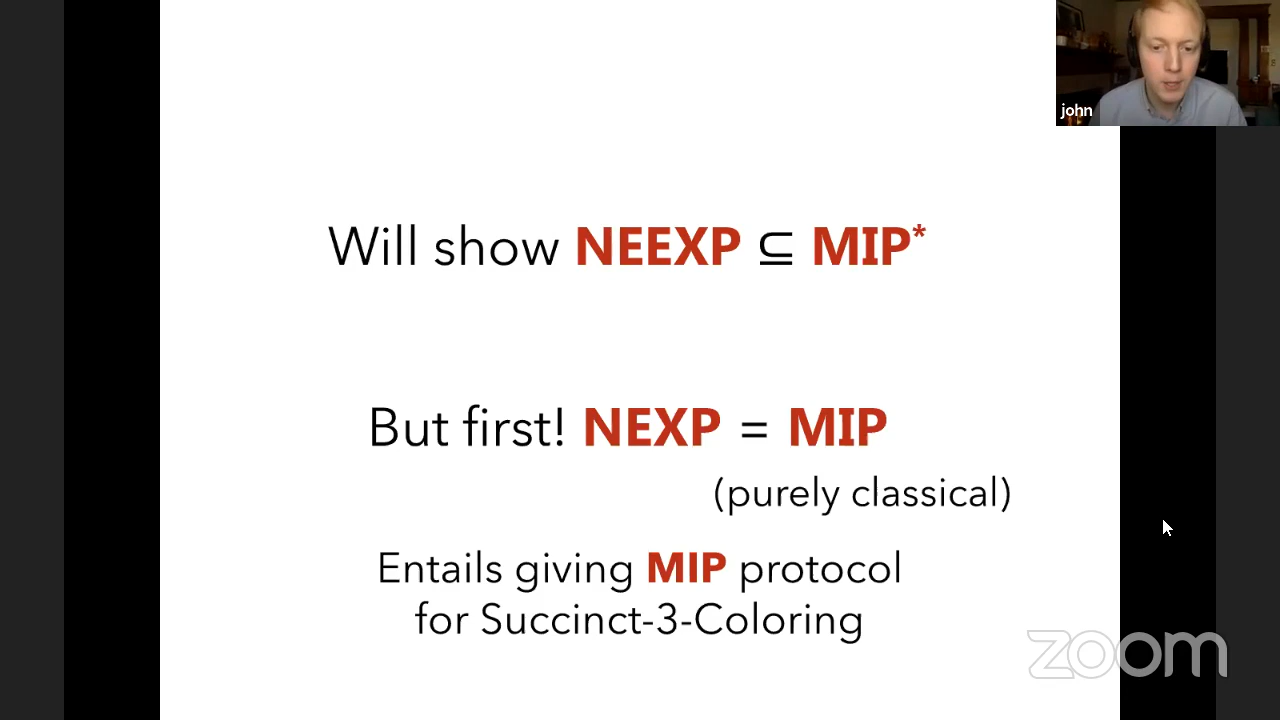 john
Will show NEEXP ⊆ MIP*
But first! NEXP = MIP
(purely classical)
Entails giving MIP protocol
for Succinct-3-Coloring
zoom